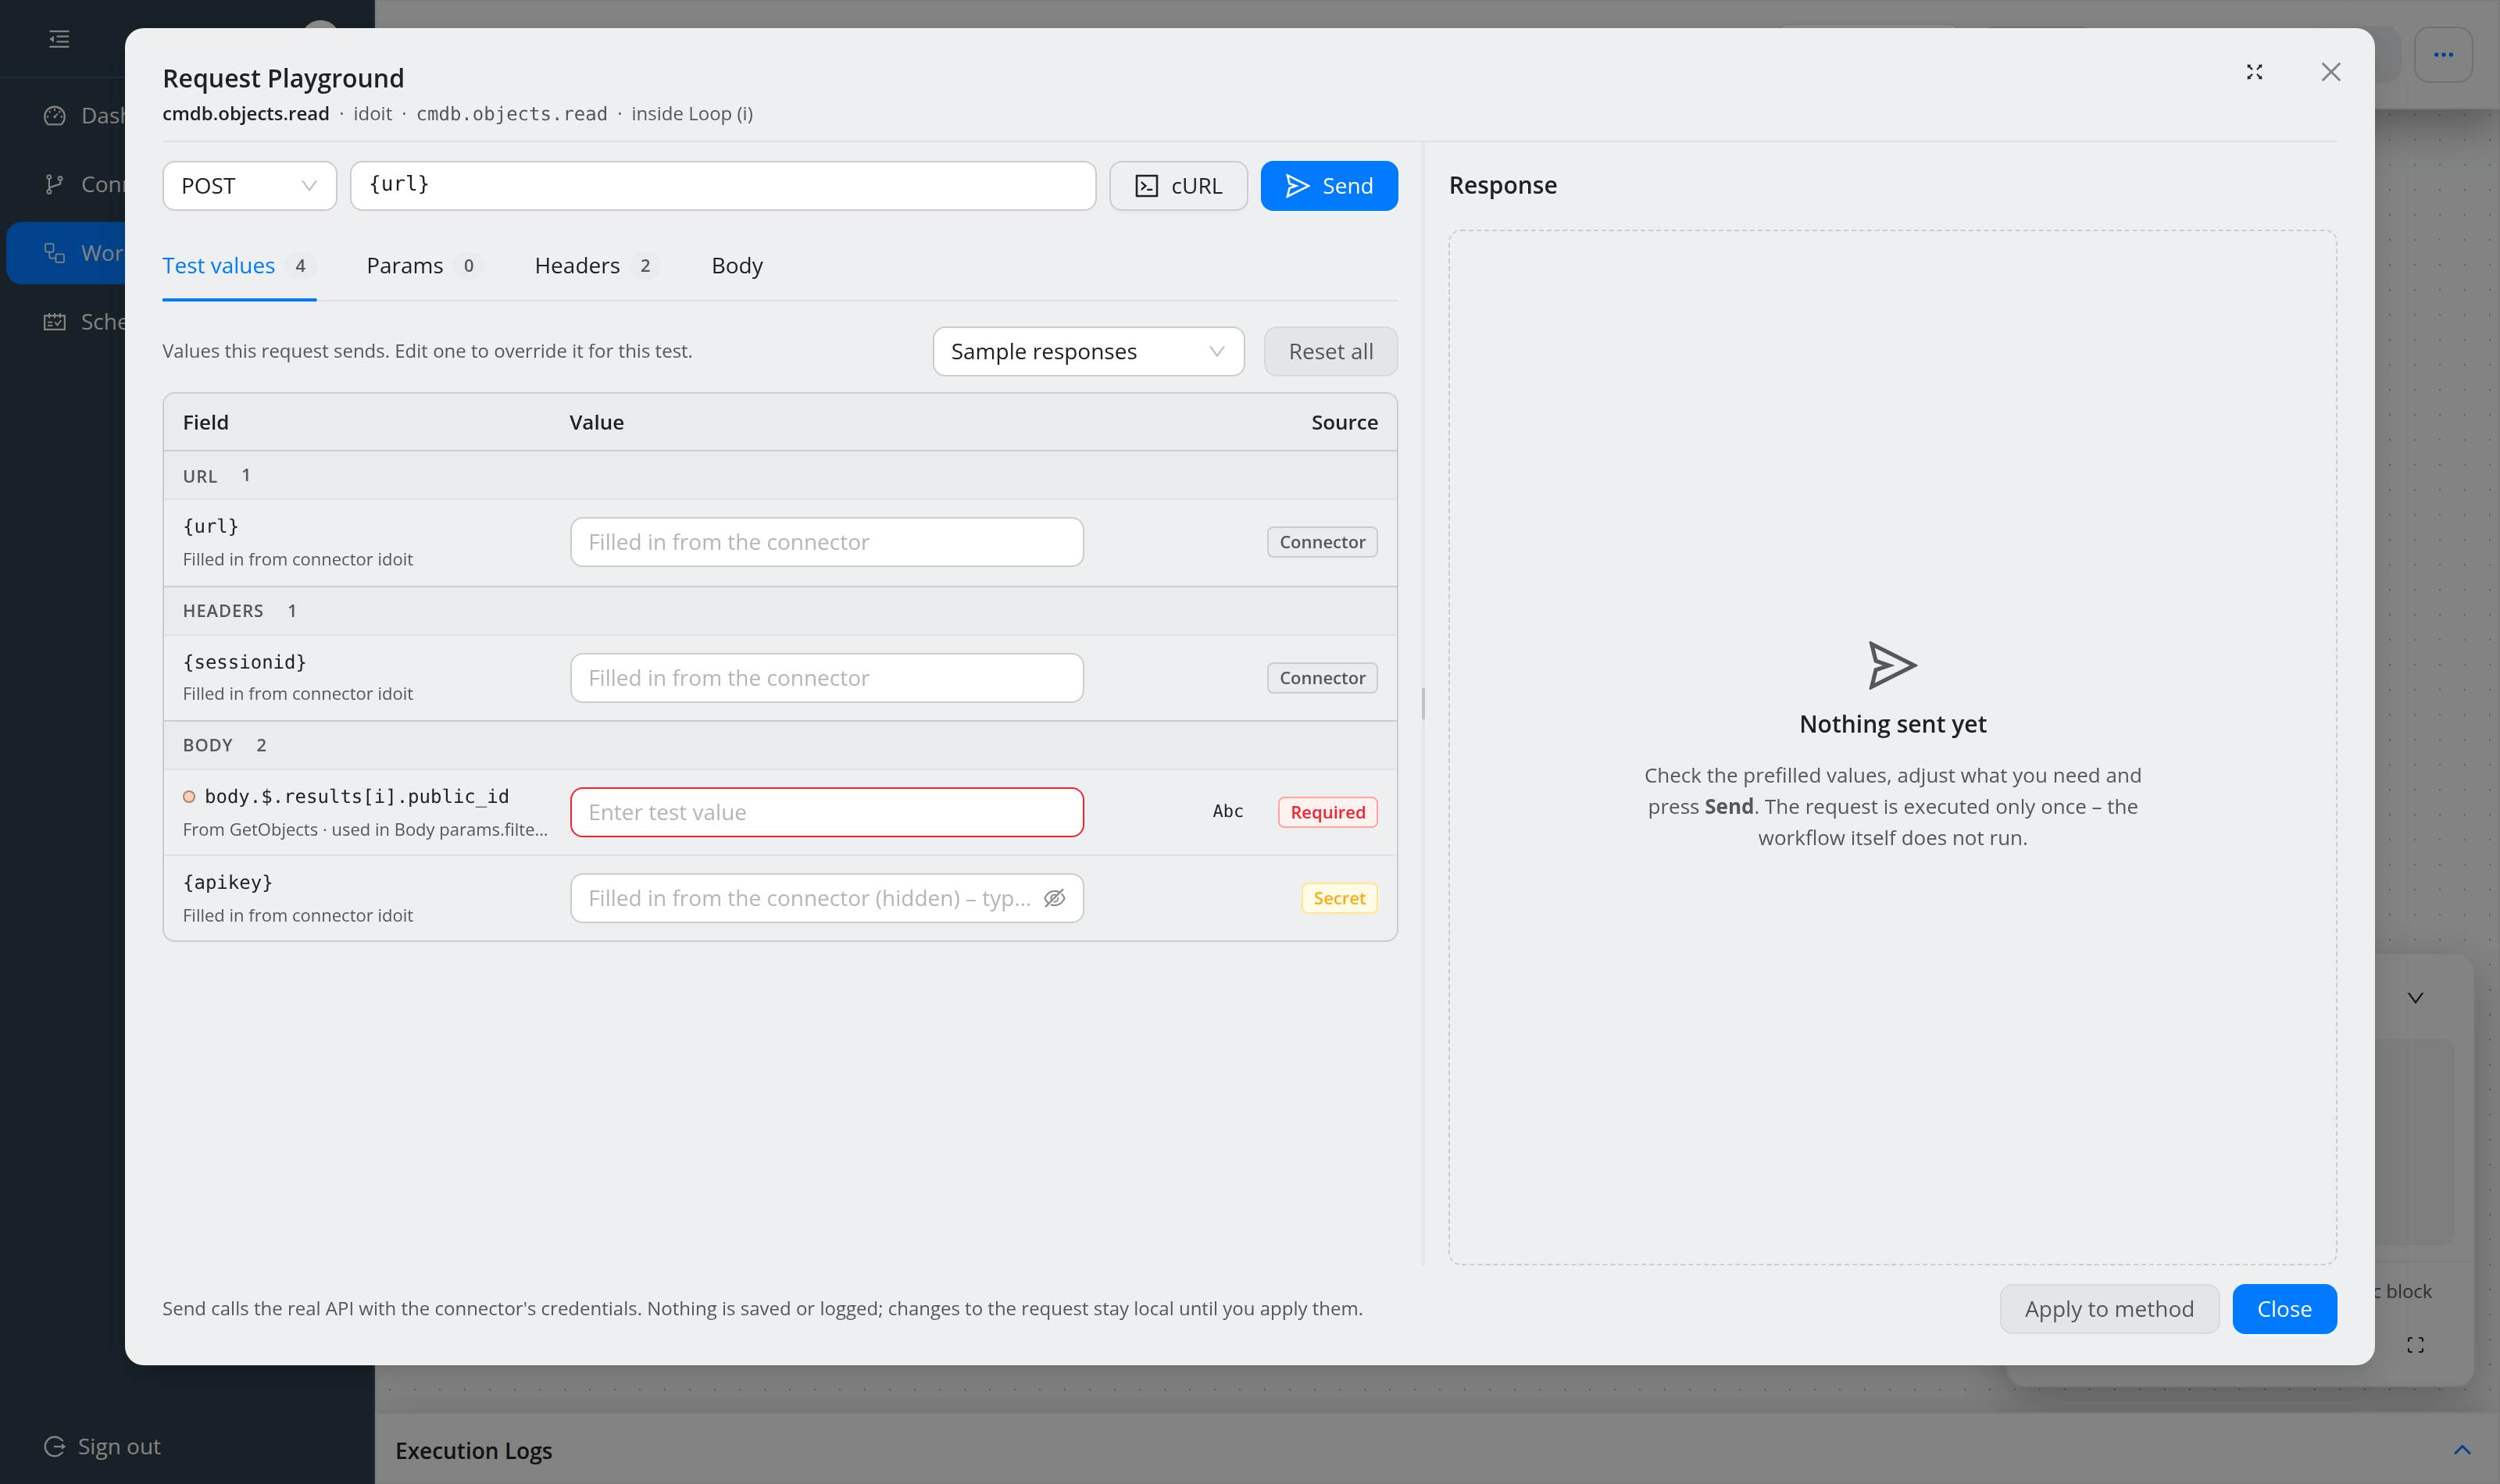 Request Playground
cmdb.objects.read · idoit · cmdb.objects.read · inside Loop (i)
POST
{url}
cURL
Send
Response
Test values 4
Params 0
Headers 2
Body
Values this request sends. Edit one to override it for this test.
Sample responses
Reset all
Field
Value
Source
URL 1
{url}
Filled in from connector idoit
Filled in from the connector
Connector
HEADERS 1
{sessionid}
Filled in from connector idoit
Filled in from the connector
Connector
BODY 2
body.$.results[i].public_id
From GetObjects · used in Body params.filte...
Enter test value
Abc
Required
{apikey}
Filled in from connector idoit
Filled in from the connector (hidden) – typ...
Secret
Nothing sent yet
Check the prefilled values, adjust what you need and
press Send. The request is executed only once – the
workflow itself does not run.
Send calls the real API with the connector's credentials. Nothing is saved or logged; changes to the request stay local until you apply them.
Apply to method
Close
Dash
Conn
Wor
Sche
block
Sign out
Execution Logs